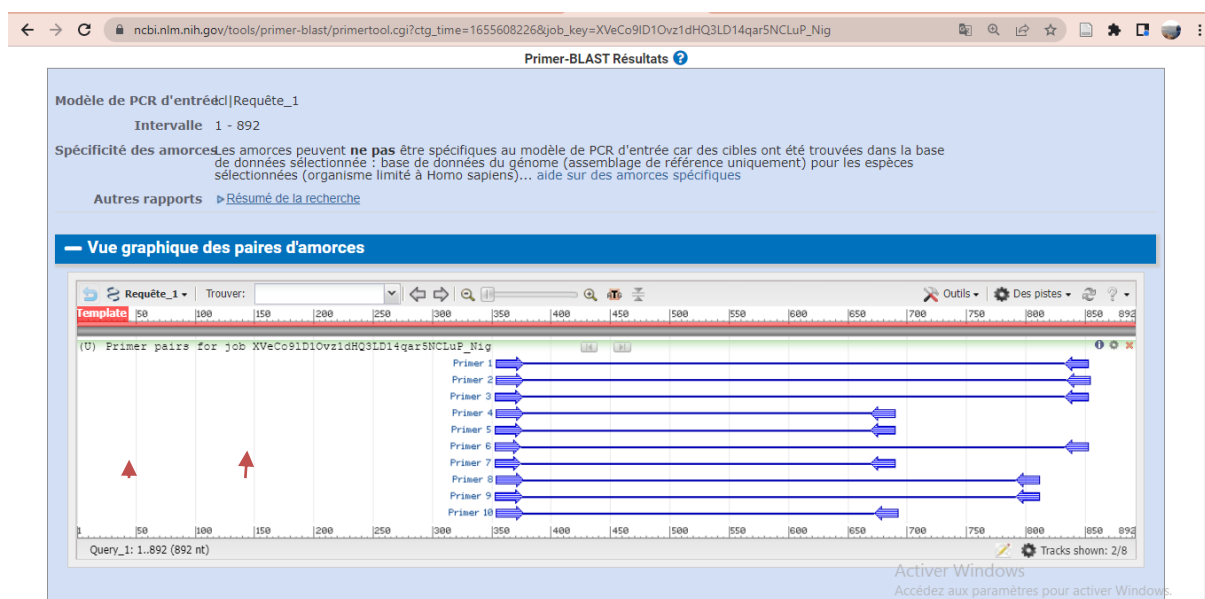 ncbi.nlm.nih.gov/tools/primer-blast/primertool.cgi?ctg_time=1655608226&job_key=XVeCo9lD1Ovz1dHQ3LD14qar5NCLuP_Nig
Primer-BLAST Résultats ?
Modèle de PCR d'entrée lcl|Requête_1
Intervalle 1 - 892
Spécificité des amorces Les amorces peuvent ne pas être spécifiques au modèle de PCR d'entrée car des cibles ont été trouvées dans la base
de données sélectionnée : base de données du génome (assemblage de référence uniquement) pour les espèces
sélectionnées (organisme limité à Homo sapiens)... aide sur des amorces spécifiques
Autres rapports Résumé de la recherche
Vue graphique des paires d'amorces
Requête_1 Trouver: Outils Des pistes ?
Template 50 100 150 200 250 300 350 400 450 500 550 600 650 700 750 800 850 892
(U) Primer pairs for job XVeCo9lD1Ovz1dHQ3LD14qar5NCLuP_Nig
Primer 1
Primer 2
Primer 3
Primer 4
Primer 5
Primer 6
Primer 7
Primer 8
Primer 9
Primer 10
1 50 100 150 200 250 300 350 400 450 500 550 600 650 700 750 800 850 892
Query_1: 1..892 (892 nt) Tracks shown: 2/8
Activer Windows
Accédez aux paramètres pour activer Windows.